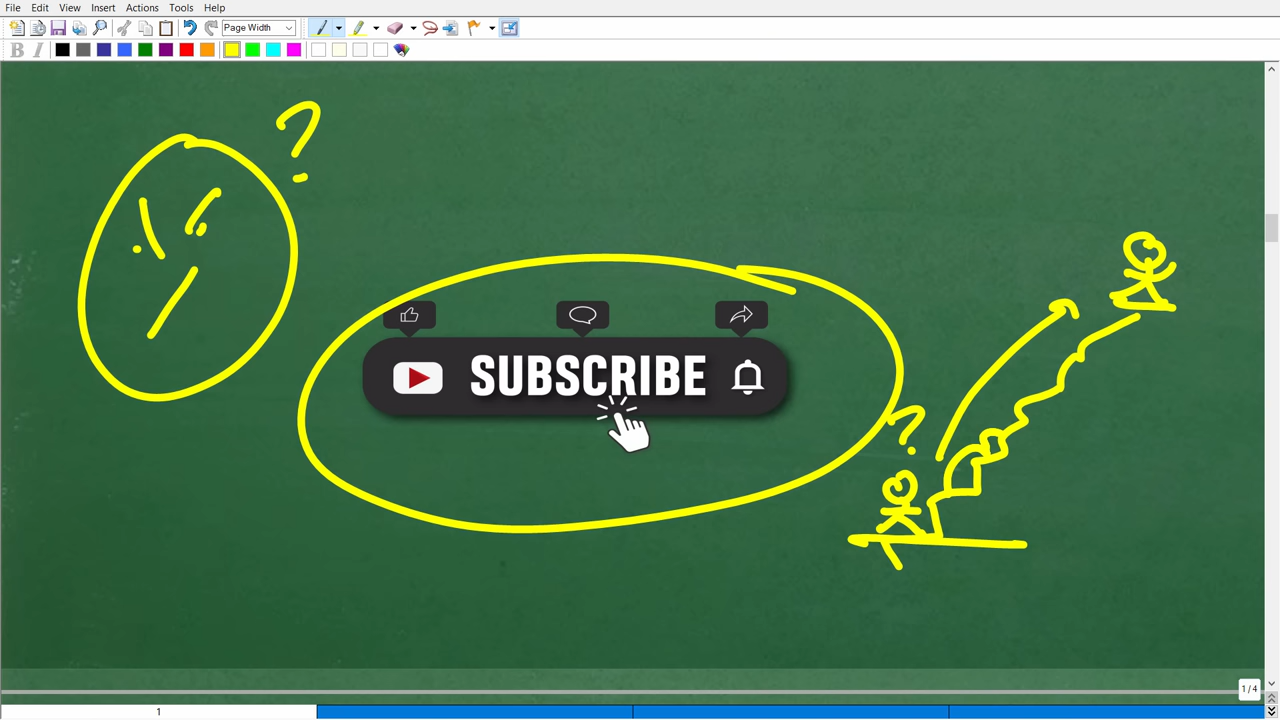 File Edit View Insert Actions Tools Help
Page Width
B I
?
SUBSCRIBE
?
1 / 4
1